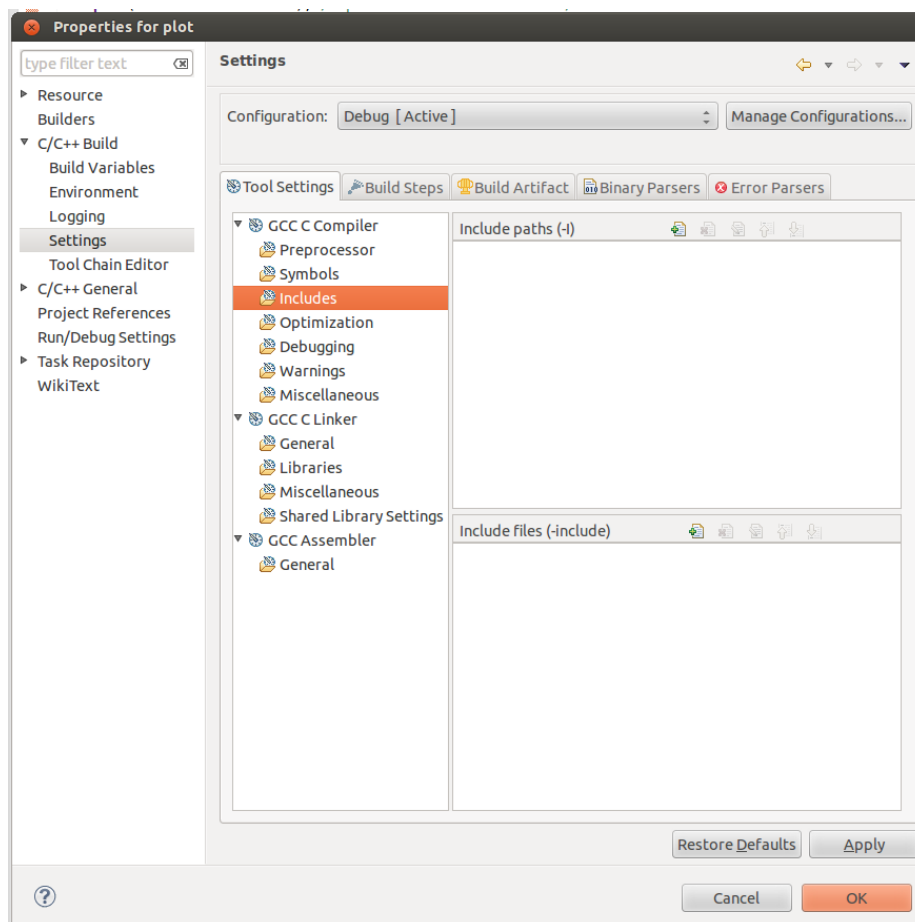 Properties for plot
type filter text
Resource
Builders
C/C++ Build
Build Variables
Environment
Logging
Settings
Tool Chain Editor
C/C++ General
Project References
Run/Debug Settings
Task Repository
WikiText
Settings
Configuration: Debug [ Active ] Manage Configurations...
Tool Settings Build Steps Build Artifact Binary Parsers Error Parsers
GCC C Compiler
Preprocessor
Symbols
Includes
Optimization
Debugging
Warnings
Miscellaneous
GCC C Linker
General
Libraries
Miscellaneous
Shared Library Settings
GCC Assembler
General
Include paths (-I)
Include files (-include)
Restore Defaults Apply
Cancel OK